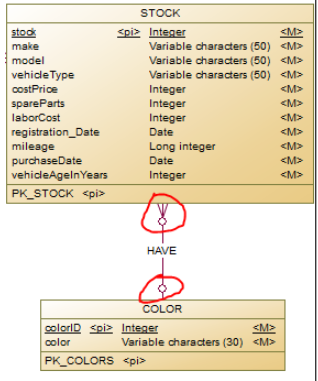 STOCK
stock <pi> Integer <M>
make Variable characters (50) <M>
model Variable characters (50) <M>
vehicleType Variable characters (50) <M>
costPrice Integer <M>
spareParts Integer <M>
laborCost Integer <M>
registration_Date Date <M>
mileage Long integer <M>
purchaseDate Date <M>
vehicleAgeInYears Integer <M>
PK_STOCK <pi>
HAVE
COLOR
colorID <pi> Integer <M>
color Variable characters (30) <M>
PK_COLORS <pi>